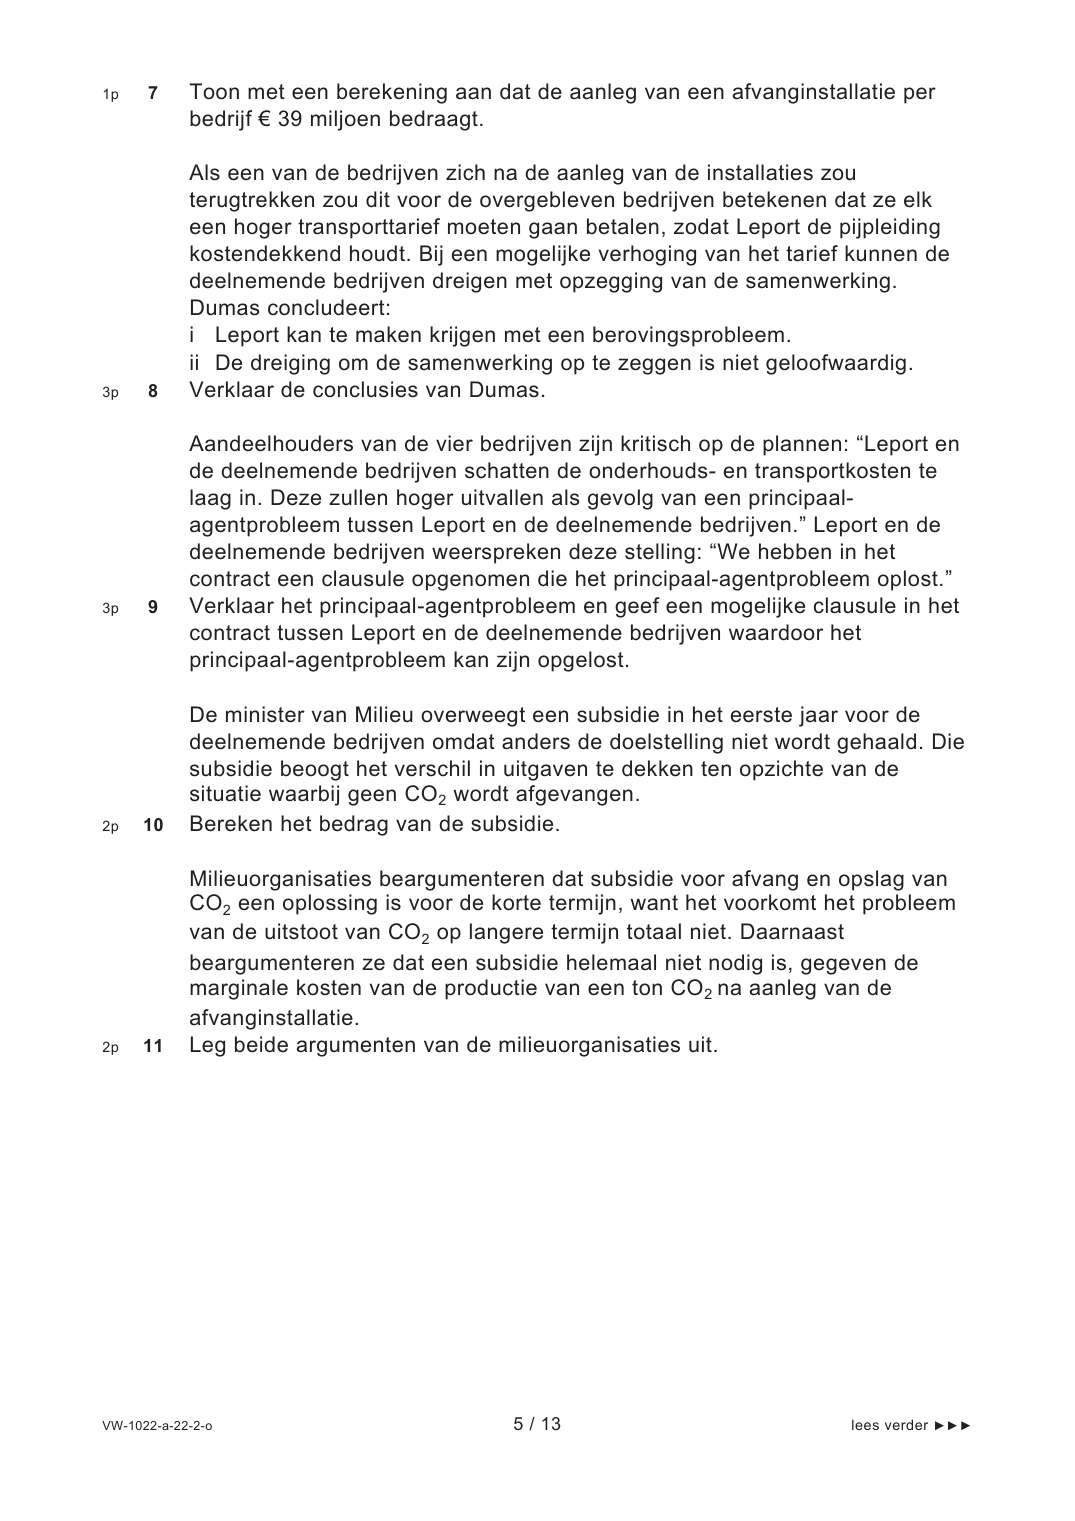 1p 7 Toon met een berekening aan dat de aanleg van een afvanginstallatie per
bedrijf € 39 miljoen bedraagt.
Als een van de bedrijven zich na de aanleg van de installaties zou
terugtrekken zou dit voor de overgebleven bedrijven betekenen dat ze elk
een hoger transporttarief moeten gaan betalen, zodat Leport de pijpleiding
kostendekkend houdt. Bij een mogelijke verhoging van het tarief kunnen de
deelnemende bedrijven dreigen met opzegging van de samenwerking.
Dumas concludeert:
i Leport kan te maken krijgen met een berovingsprobleem.
ii De dreiging om de samenwerking op te zeggen is niet geloofwaardig.
3p 8 Verklaar de conclusies van Dumas.
Aandeelhouders van de vier bedrijven zijn kritisch op de plannen: “Leport en
de deelnemende bedrijven schatten de onderhouds- en transportkosten te
laag in. Deze zullen hoger uitvallen als gevolg van een principaal-
agentprobleem tussen Leport en de deelnemende bedrijven.” Leport en de
deelnemende bedrijven weerspreken deze stelling: “We hebben in het
contract een clausule opgenomen die het principaal-agentprobleem oplost.”
3p 9 Verklaar het principaal-agentprobleem en geef een mogelijke clausule in het
contract tussen Leport en de deelnemende bedrijven waardoor het
principaal-agentprobleem kan zijn opgelost.
De minister van Milieu overweegt een subsidie in het eerste jaar voor de
deelnemende bedrijven omdat anders de doelstelling niet wordt gehaald. Die
subsidie beoogt het verschil in uitgaven te dekken ten opzichte van de
situatie waarbij geen CO₂ wordt afgevangen.
2p 10 Bereken het bedrag van de subsidie.
Milieuorganisaties beargumenteren dat subsidie voor afvang en opslag van
CO₂ een oplossing is voor de korte termijn, want het voorkomt het probleem
van de uitstoot van CO₂ op langere termijn totaal niet. Daarnaast
beargumenteren ze dat een subsidie helemaal niet nodig is, gegeven de
marginale kosten van de productie van een ton CO₂ na aanleg van de
afvanginstallatie.
2p 11 Leg beide argumenten van de milieuorganisaties uit.
VW-1022-a-22-2-o 5 / 13 lees verder ►►►